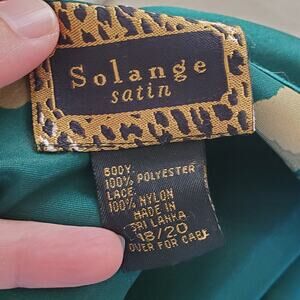 Solange
satin
BODY:
100% POLYESTER
LACE:
100% NYLON
MADE IN
SRI LANKA
18/20
OVER FOR CARE